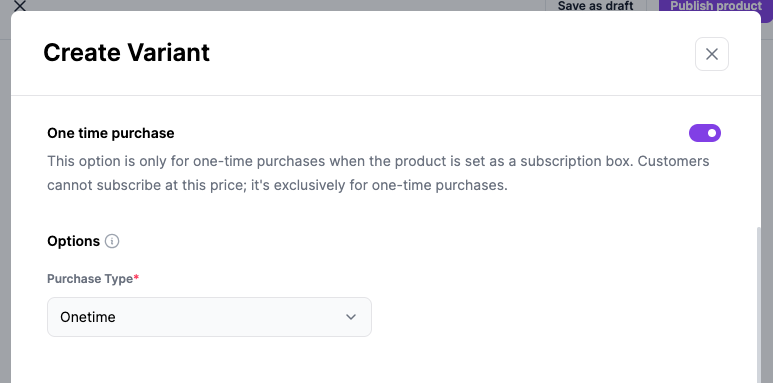 Save as draft
Publish product
Create Variant
One time purchase
This option is only for one-time purchases when the product is set as a subscription box. Customers
cannot subscribe at this price; it's exclusively for one-time purchases.
Options
Purchase Type*
Onetime